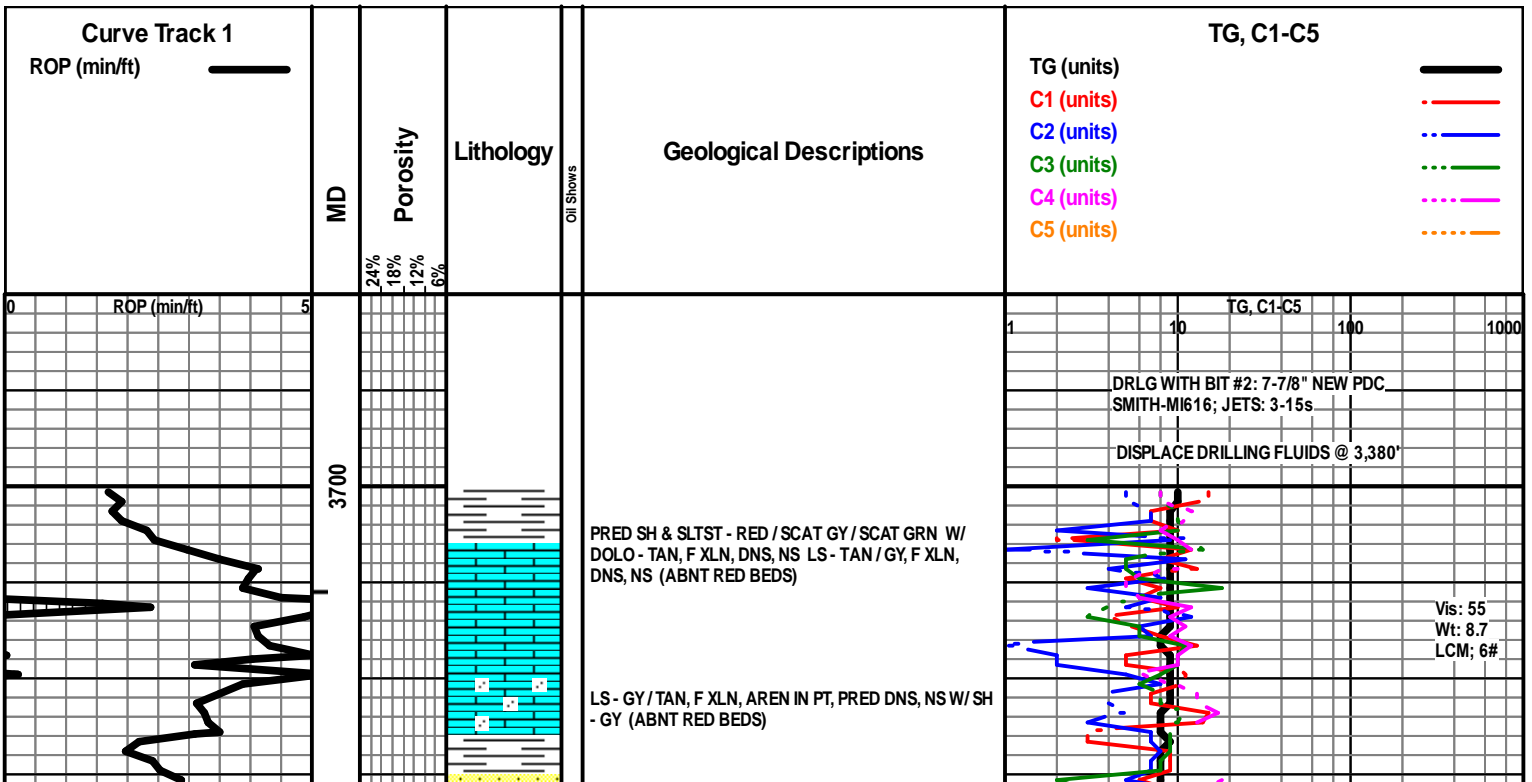 Curve Track 1
ROP (min/ft)
MD
Porosity
24%
18%
12%
6%
Lithology
Oil Shows
Geological Descriptions
TG, C1-C5
TG (units)
C1 (units)
C2 (units)
C3 (units)
C4 (units)
C5 (units)
0 ROP (min/ft) 5
TG, C1-C5
1 10 100 1000
3700
DRLG WITH BIT #2: 7-7/8" NEW PDC
SMITH-MI616; JETS: 3-15s
DISPLACE DRILLING FLUIDS @ 3,380'
PRED SH & SLTST - RED / SCAT GY / SCAT GRN W/
DOLO - TAN, F XLN, DNS, NS LS - TAN / GY, F XLN,
DNS, NS (ABNT RED BEDS)
Vis: 55
Wt: 8.7
LCM; 6#
LS - GY / TAN, F XLN, AREN IN PT, PRED DNS, NS W/ SH
- GY (ABNT RED BEDS)